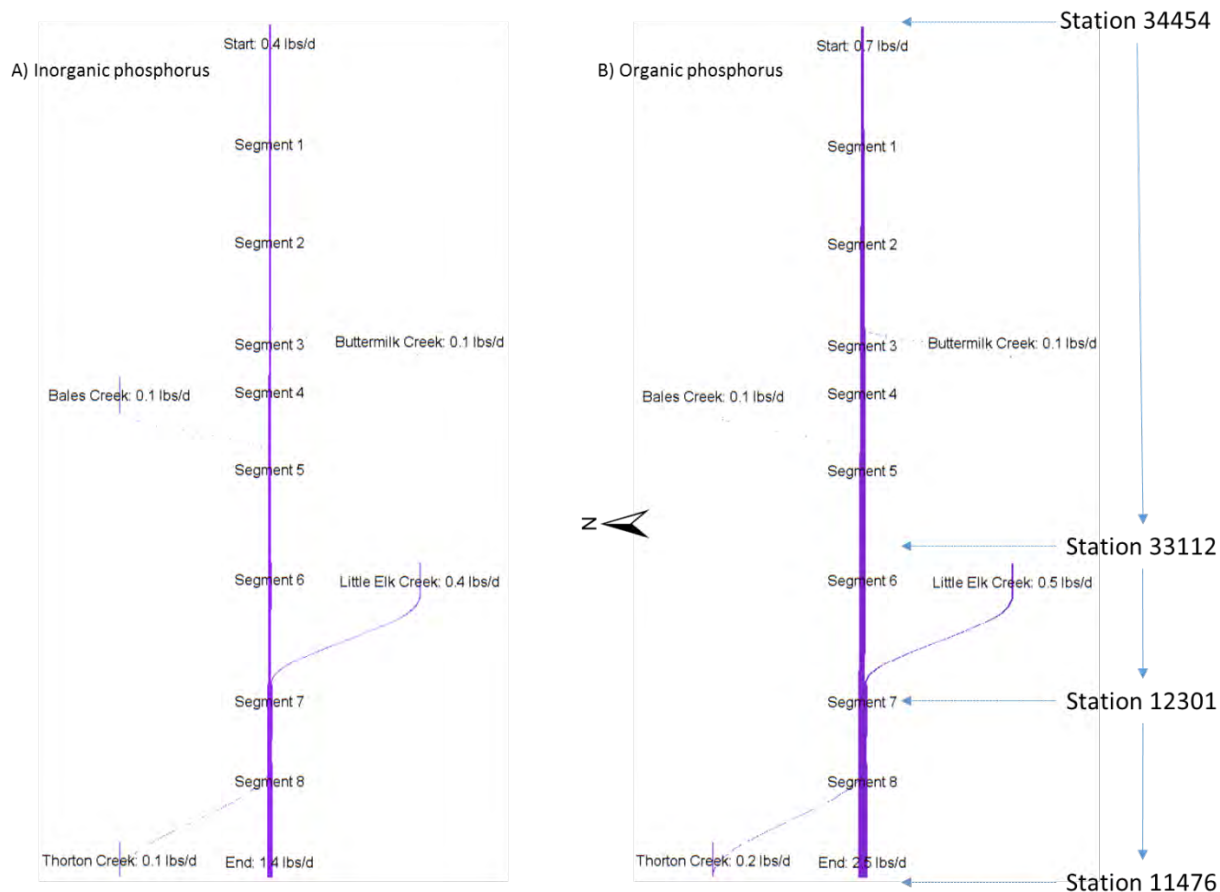 Station 34454
Start: 0.4 lbs/d
Start: 0.7 lbs/d
A) Inorganic phosphorus
B) Organic phosphorus
Segment 1
Segment 1
Segment 2
Segment 2
Segment 3
Buttermilk Creek: 0.1 lbs/d
Segment 3
Buttermilk Creek: 0.1 lbs/d
Bales Creek: 0.1 lbs/d
Segment 4
Bales Creek: 0.1 lbs/d
Segment 4
Segment 5
Segment 5
N
Station 33112
Segment 6
Little Elk Creek: 0.4 lbs/d
Segment 6
Little Elk Creek: 0.5 lbs/d
Segment 7
Segment 7
Station 12301
Segment 8
Segment 8
Thorton Creek: 0.1 lbs/d
End: 1.4 lbs/d
Thorton Creek: 0.2 lbs/d
End: 2.5 lbs/d
Station 11476